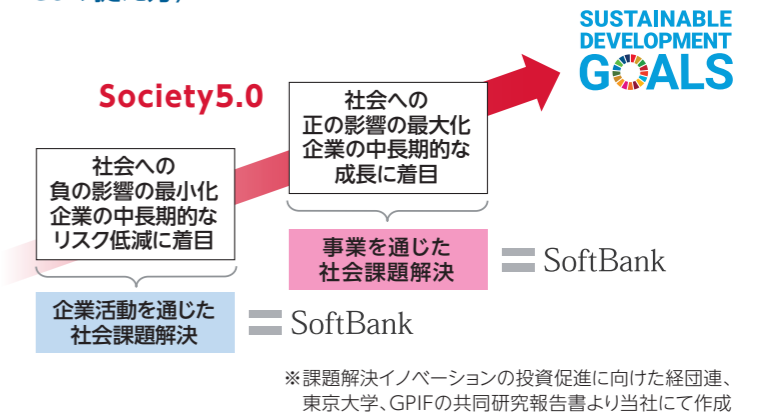 SUSTAINABLE
DEVELOPMENT
GOALS
Society5.0
社会への
正の影響の最大化
企業の中長期的な
成長に着目
社会への
負の影響の最小化
企業の中長期的な
リスク低減に着目
事業を通じた
社会課題解決
SoftBank
企業活動を通じた
社会課題解決
SoftBank
※課題解決イノベーションの投資促進に向けた経団連、
東京大学、GPIFの共同研究報告書より当社にて作成